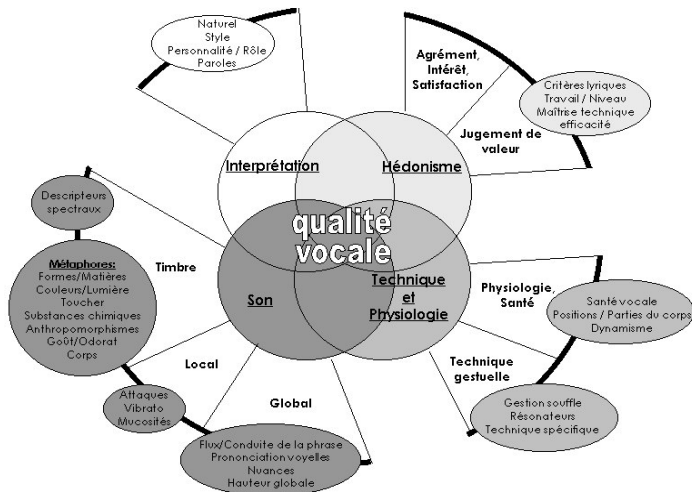 Naturel
Style
Personnalité / Rôle
Paroles
Agrément,
Intérêt,
Satisfaction
Critères lyriques
Travail / Niveau
Maîtrise technique
efficacité
Jugement de
valeur
Interprétation
Hédonisme
Descripteurs
spectraux
qualité
vocale
Métaphores:
Formes/Matières
Couleurs/Lumière
Toucher
Substances chimiques
Anthropomorphismes
Goût/Odorat
Corps
Timbre
Son
Technique
et
Physiologie
Physiologie,
Santé
Santé vocale
Positions / Parties du corps
Dynamisme
Local
Technique
gestuelle
Attaques
Vibrato
Mucosités
Global
Flux/Conduite de la phrase
Prononciation voyelles
Nuances
Hauteur globale
Gestion souffle
Résonateurs
Technique spécifique